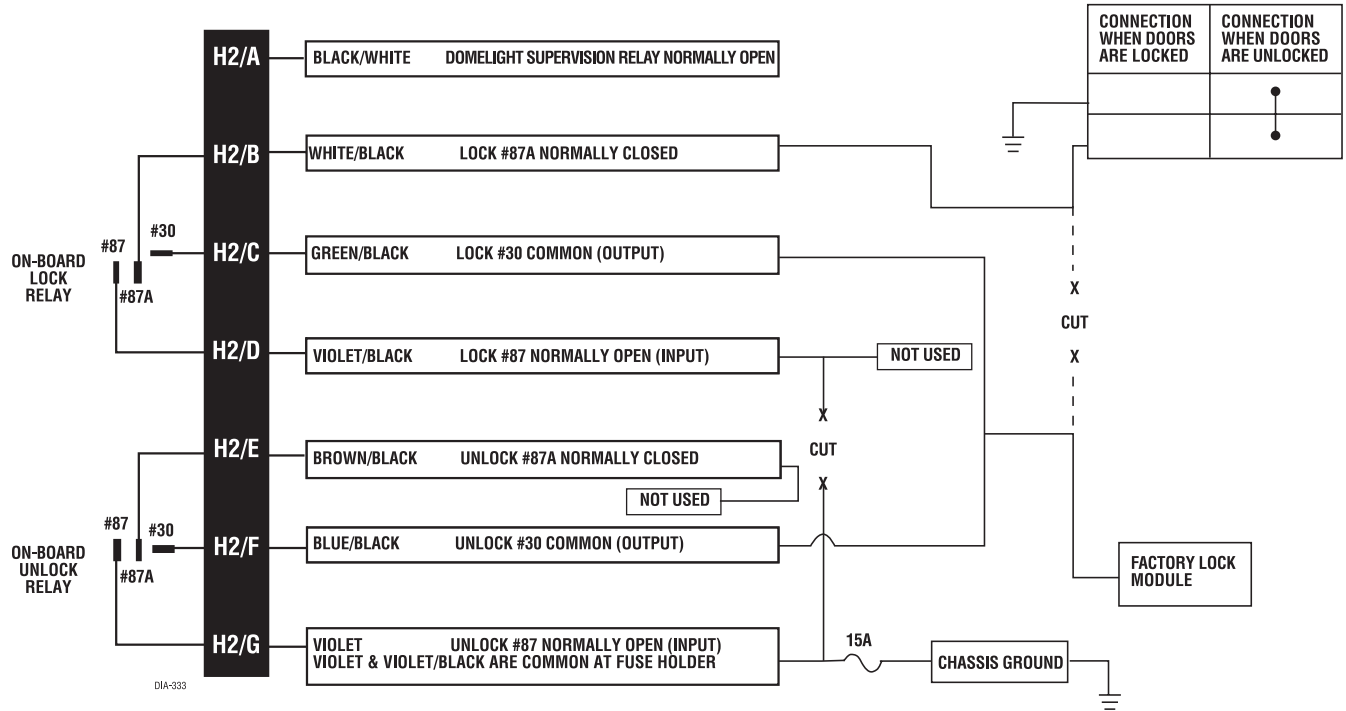 CONNECTION
WHEN DOORS
ARE LOCKED
CONNECTION
WHEN DOORS
ARE UNLOCKED
H2/A
BLACK/WHITE DOMELIGHT SUPERVISION RELAY NORMALLY OPEN
H2/B
WHITE/BLACK LOCK #87A NORMALLY CLOSED
#87
#30
#87A
ON-BOARD
LOCK
RELAY
H2/C
GREEN/BLACK LOCK #30 COMMON (OUTPUT)
X
CUT
X
H2/D
VIOLET/BLACK LOCK #87 NORMALLY OPEN (INPUT)
NOT USED
X
CUT
X
H2/E
BROWN/BLACK UNLOCK #87A NORMALLY CLOSED
NOT USED
#87
#30
#87A
ON-BOARD
UNLOCK
RELAY
H2/F
BLUE/BLACK UNLOCK #30 COMMON (OUTPUT)
FACTORY LOCK
MODULE
H2/G
VIOLET UNLOCK #87 NORMALLY OPEN (INPUT)
VIOLET & VIOLET/BLACK ARE COMMON AT FUSE HOLDER
15A
CHASSIS GROUND
DIA-333